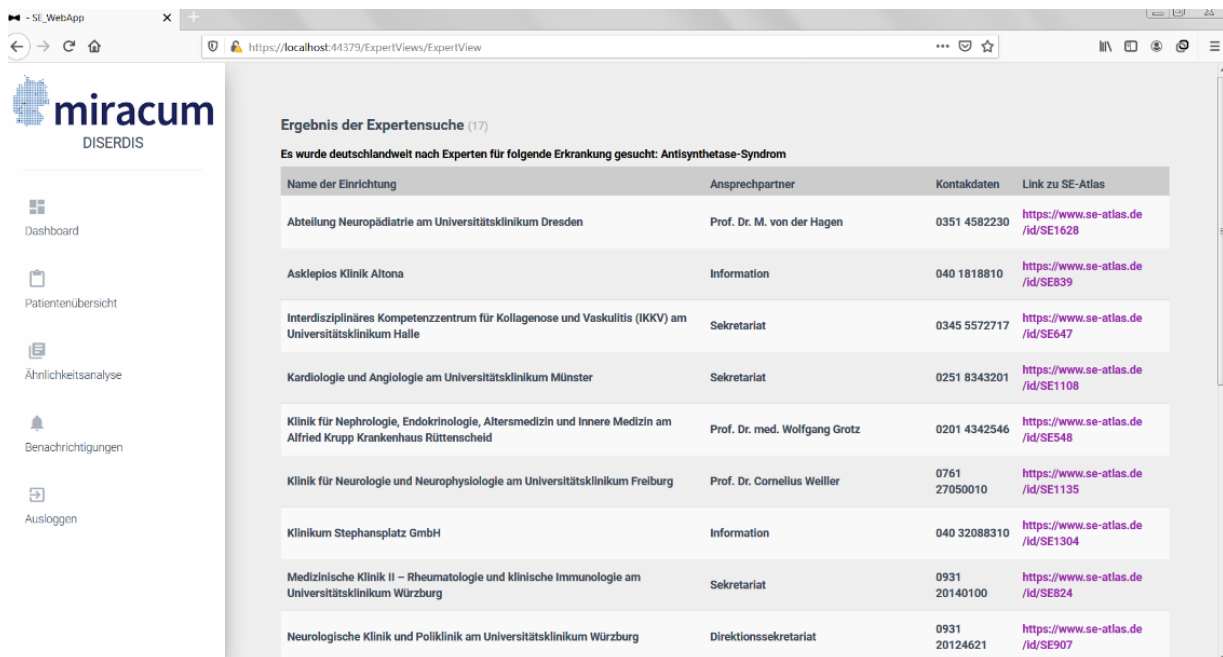 - SE_WebApp
https://localhost:44379/ExpertViews/ExpertView
miracum
DISERDIS
Dashboard
Patientenübersicht
Ähnlichkeitsanalyse
Benachrichtigungen
Ausloggen
Ergebnis der Expertensuche (17)
Es wurde deutschlandweit nach Experten für folgende Erkrankung gesucht: Antisynthetase-Syndrom
Name der Einrichtung Ansprechpartner Kontakdaten Link zu SE-Atlas
Abteilung Neuropädiatrie am Universitätsklinikum Dresden Prof. Dr. M. von der Hagen 0351 4582230 https://www.se-atlas.de
/id/SE1628
Asklepios Klinik Altona Information 040 1818810 https://www.se-atlas.de
/id/SE839
Interdisziplinäres Kompetenzzentrum für Kollagenose und Vaskulitis (IKKV) am
Universitätsklinikum Halle Sekretariat 0345 5572717 https://www.se-atlas.de
/id/SE647
Kardiologie und Angiologie am Universitätsklinikum Münster Sekretariat 0251 8343201 https://www.se-atlas.de
/id/SE1108
Klinik für Nephrologie, Endokrinologie, Altersmedizin und Innere Medizin am
Alfried Krupp Krankenhaus Rüttenscheid Prof. Dr. med. Wolfgang Grotz 0201 4342546 https://www.se-atlas.de
/id/SE548
Klinik für Neurologie und Neurophysiologie am Universitätsklinikum Freiburg Prof. Dr. Cornelius Weiller 0761
27050010 https://www.se-atlas.de
/id/SE1135
Klinikum Stephansplatz GmbH Information 040 32088310 https://www.se-atlas.de
/id/SE1304
Medizinische Klinik II – Rheumatologie und klinische Immunologie am
Universitätsklinikum Würzburg Sekretariat 0931
20140100 https://www.se-atlas.de
/id/SE824
Neurologische Klinik und Poliklinik am Universitätsklinikum Würzburg Direktionssekretariat 0931
20124621 https://www.se-atlas.de
/id/SE907